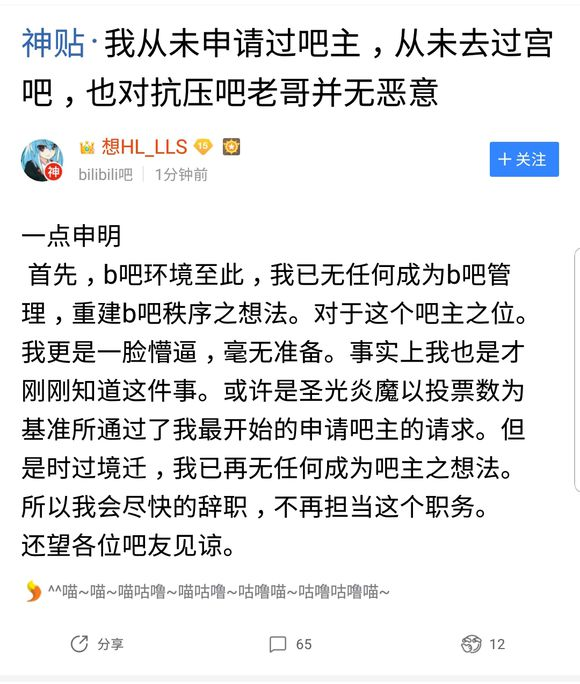 神贴·我从未申请过吧主，从未去过宫
吧，也对抗压吧老哥并无恶意
想HL_LLS 15
神
bilibili吧 1分钟前
+关注
一点申明
首先，b吧环境至此，我已无任何成为b吧管
理，重建b吧秩序之想法。对于这个吧主之位。
我更是一脸懵逼，毫无准备。事实上我也是才
刚刚知道这件事。或许是圣光炎魔以投票数为
基准所通过了我最开始的申请吧主的请求。但
是时过境迁，我已再无任何成为吧主之想法。
所以我会尽快的辞职，不再担当这个职务。
还望各位吧友见谅。
^^喵~喵~喵咕噜~喵咕噜~咕噜喵~咕噜咕噜喵~
分享 65 12